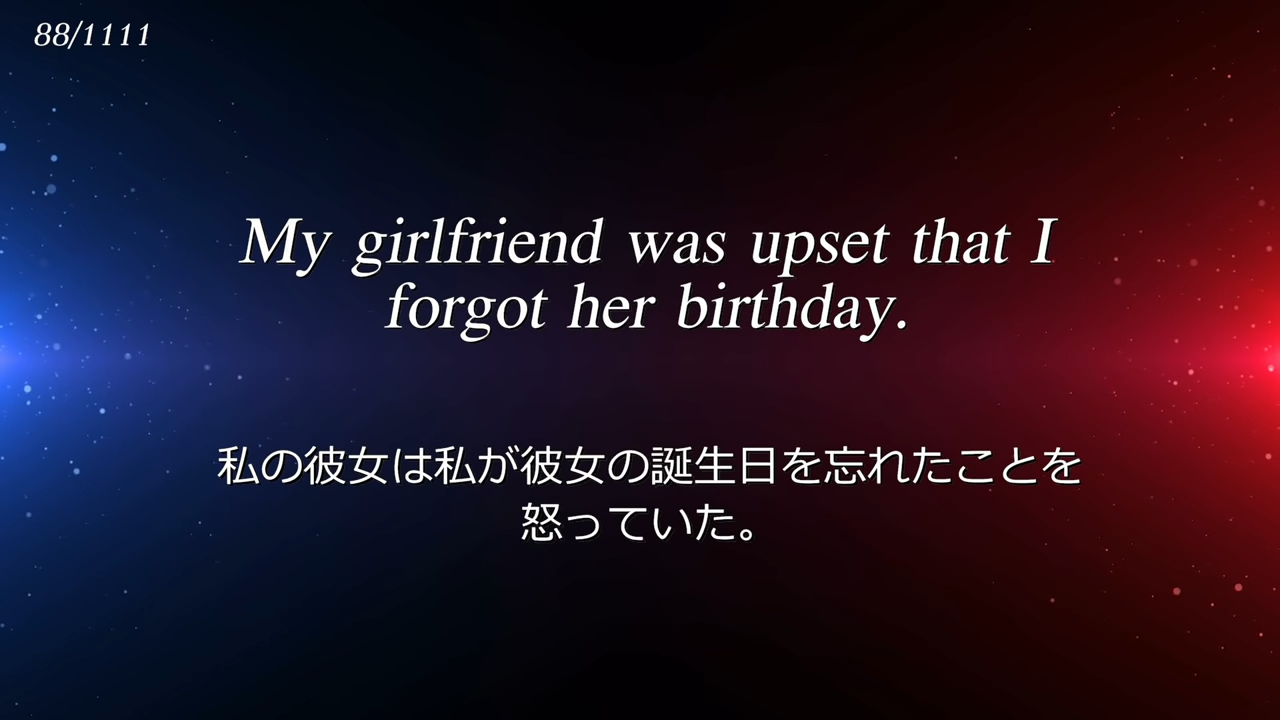 88/1111
My girlfriend was upset that I
forgot her birthday.
私の彼女は私が彼女の誕生日を忘れたことを
怒っていた。